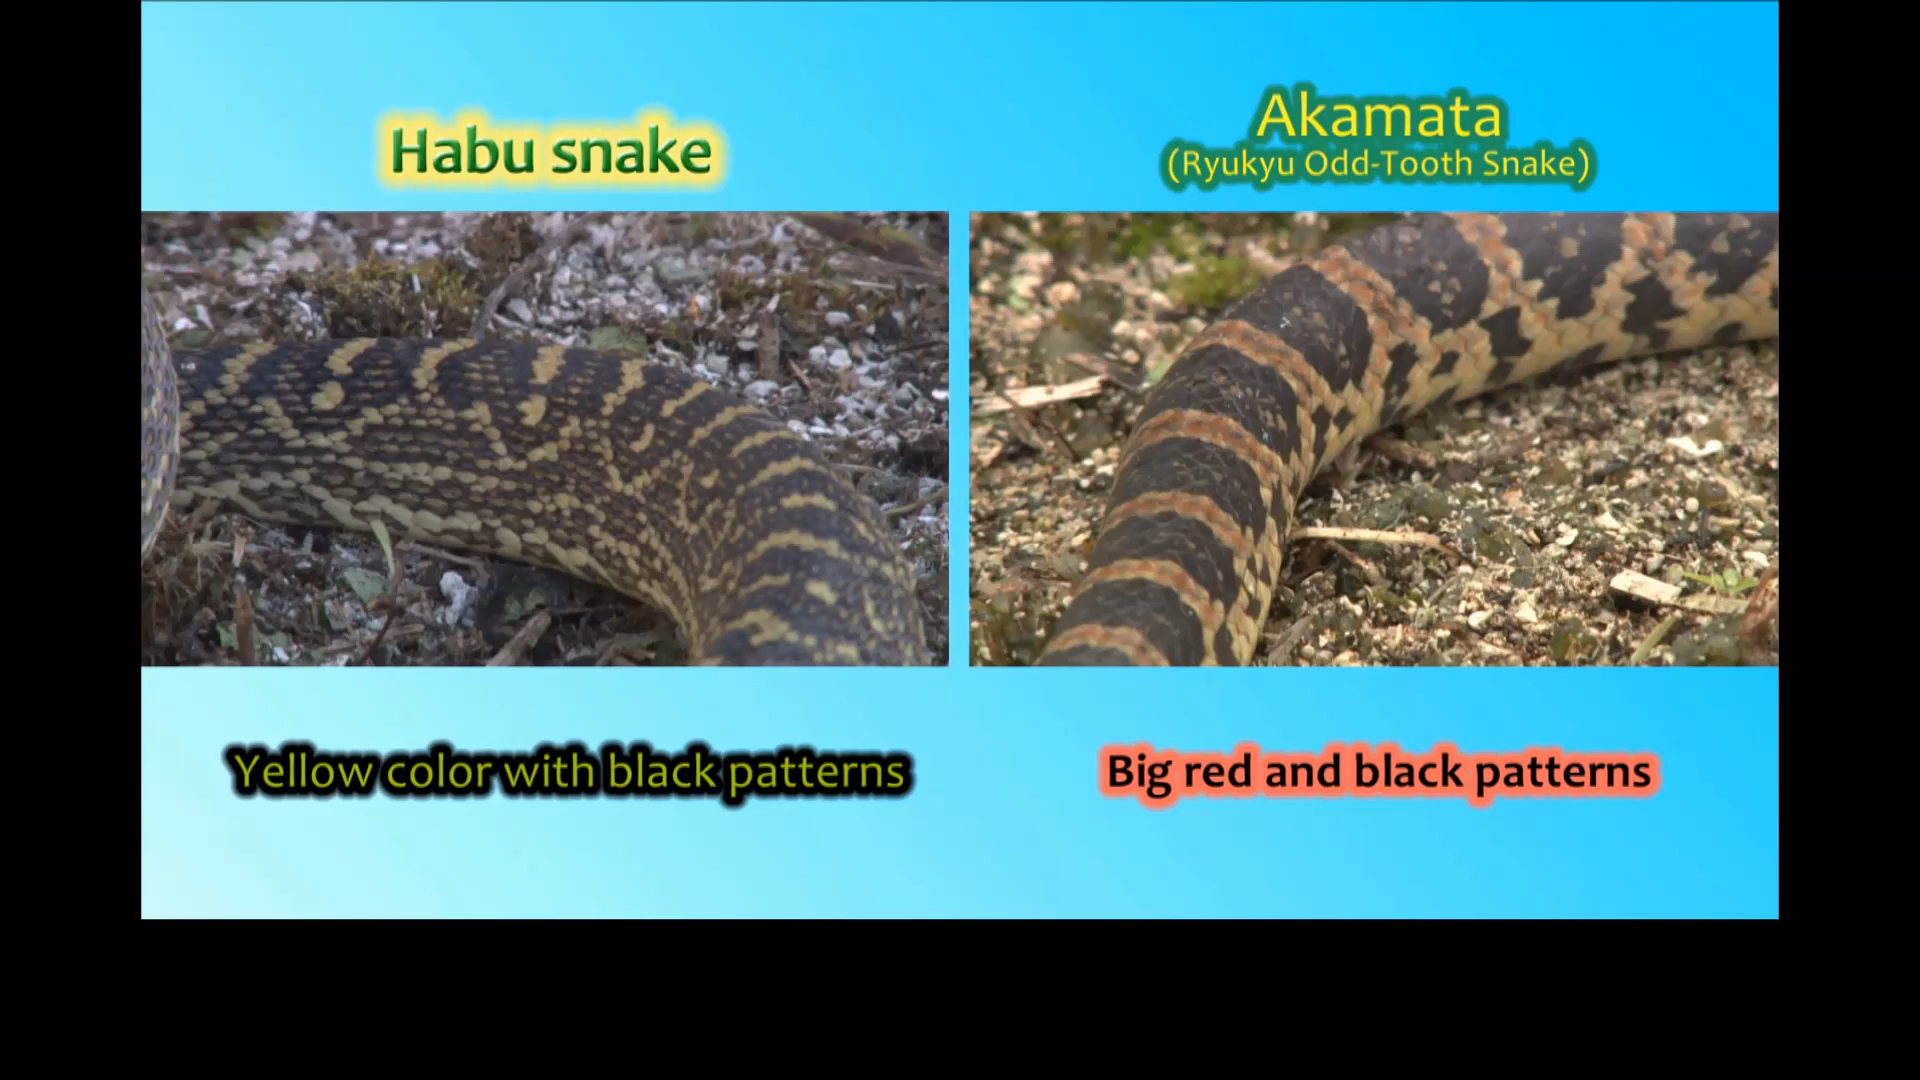 Habu snake
Akamata
(Ryukyu Odd-Tooth Snake)
Yellow color with black patterns
Big red and black patterns